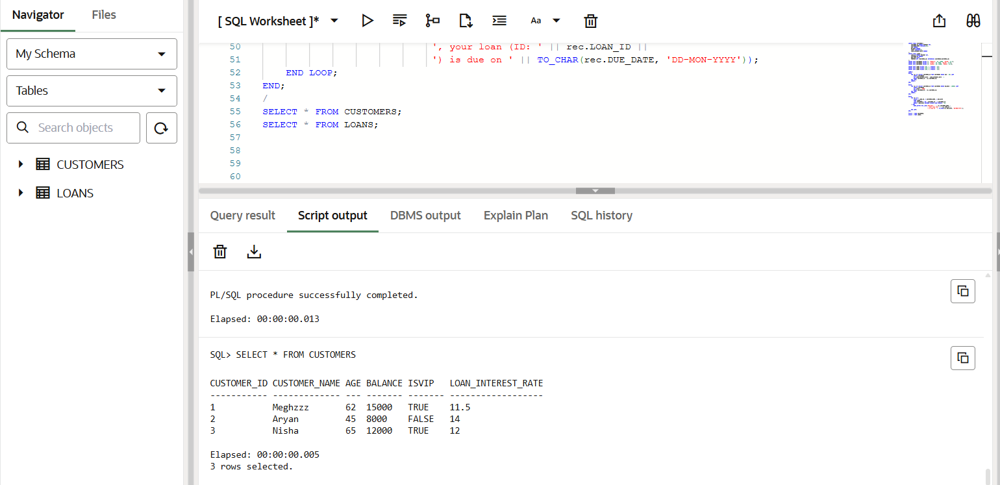 Navigator Files
My Schema
Tables
Search objects
CUSTOMERS
LOANS
[ SQL Worksheet ]* Aa
50 ', your loan (ID: ' || rec.LOAN_ID ||
51 ') is due on ' || TO_CHAR(rec.DUE_DATE, 'DD-MON-YYYY'));
52 END LOOP;
53 END;
54 /
55 SELECT * FROM CUSTOMERS;
56 SELECT * FROM LOANS;
57
58
59
60
Query result Script output DBMS output Explain Plan SQL history
PL/SQL procedure successfully completed.
Elapsed: 00:00:00.013
SQL> SELECT * FROM CUSTOMERS
CUSTOMER_ID CUSTOMER_NAME AGE BALANCE ISVIP LOAN_INTEREST_RATE
----------- ------------- --- ------- ------- ------------------
1 Meghzzz 62 15000 TRUE 11.5
2 Aryan 45 8000 FALSE 14
3 Nisha 65 12000 TRUE 12
Elapsed: 00:00:00.005
3 rows selected.